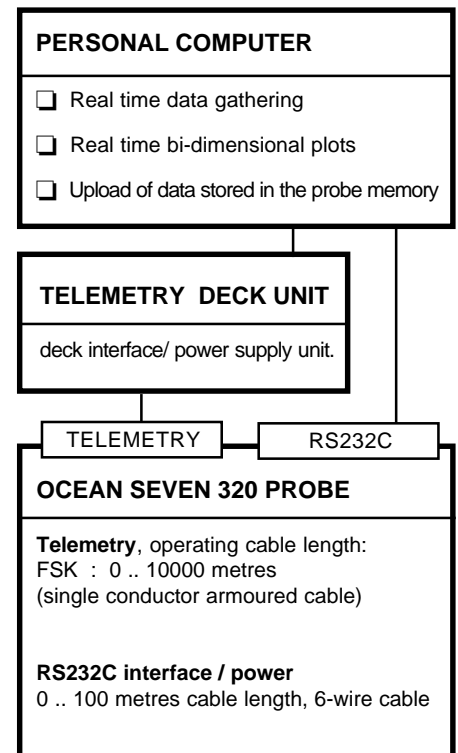 PERSONAL COMPUTER
❏ Real time data gathering
❏ Real time bi-dimensional plots
❏ Upload of data stored in the probe memory
TELEMETRY DECK UNIT
deck interface/ power supply unit.
TELEMETRY
RS232C
OCEAN SEVEN 320 PROBE
Telemetry, operating cable length:
FSK : 0 .. 10000 metres
(single conductor armoured cable)
RS232C interface / power
0 .. 100 metres cable length, 6-wire cable